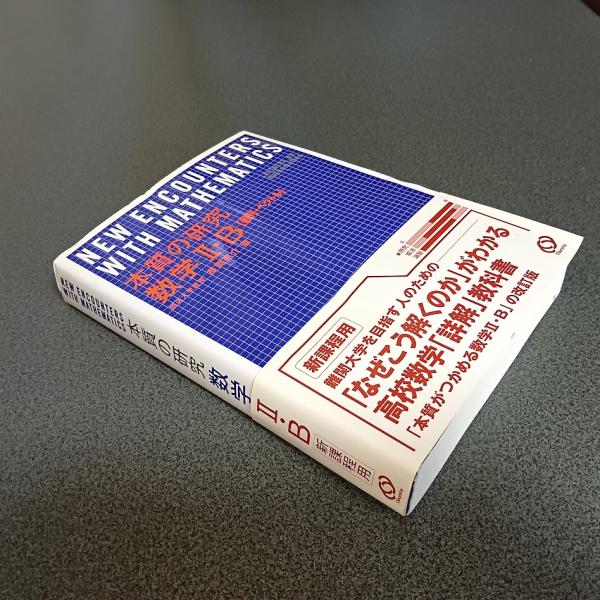 NEW ENCOUNTERS
WITH MATHEMATICS
本質の研究
数学Ⅱ・B
新課程用
難関大学を目指す人のための
「なぜこう解くのか」がわかる
高校数学「詳解」教科書
「本質がつかめる数学Ⅱ・B」の改訂版
Obunsha
NEW ENCOUNTERS
WITH MATHEMATICS
本質の研究 数学 Ⅱ・B 新課程用
Obunsha